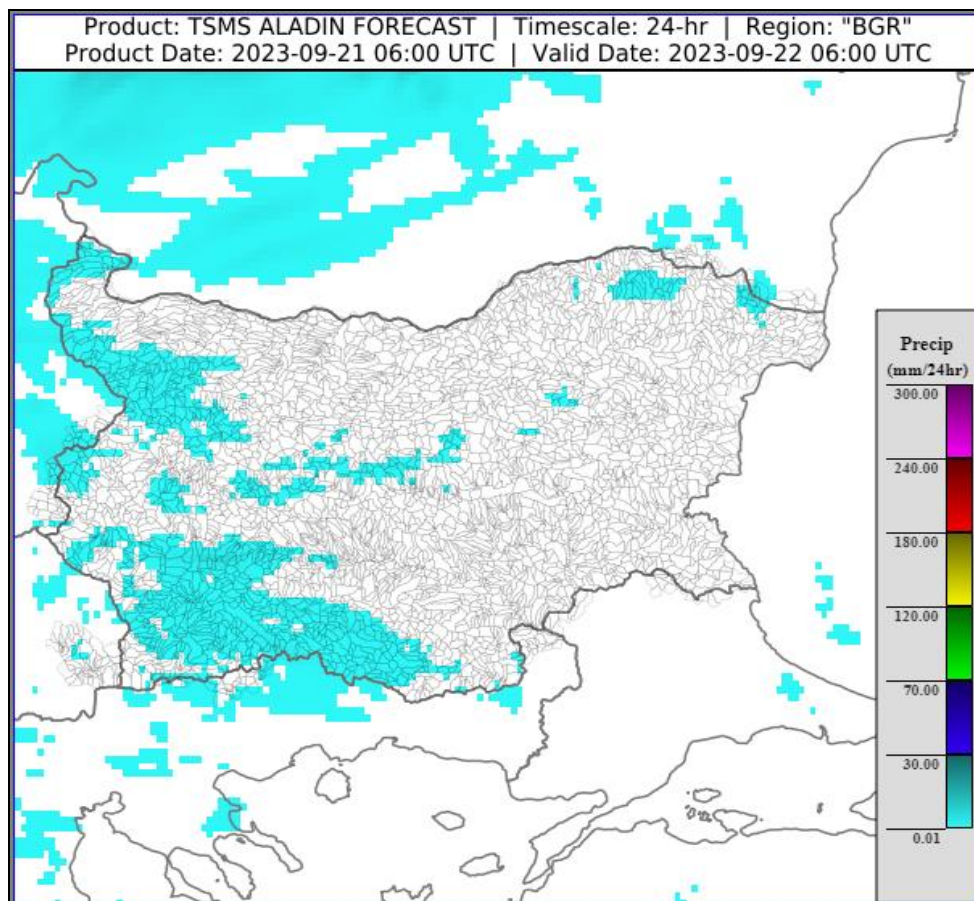 Product: TSMS ALADIN FORECAST | Timescale: 24-hr | Region: "BGR"
Product Date: 2023-09-21 06:00 UTC | Valid Date: 2023-09-22 06:00 UTC
Precip
(mm/24hr)
300.00
240.00
180.00
120.00
70.00
30.00
0.01